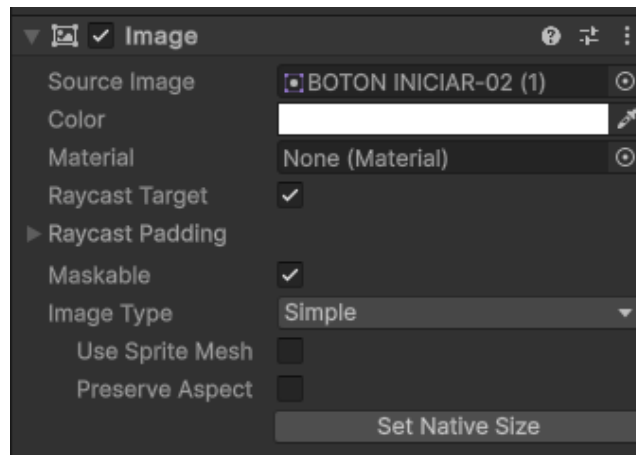 Image
Source Image BOTON INICIAR-02 (1)
Color
Material None (Material)
Raycast Target
Raycast Padding
Maskable
Image Type Simple
Use Sprite Mesh
Preserve Aspect
Set Native Size